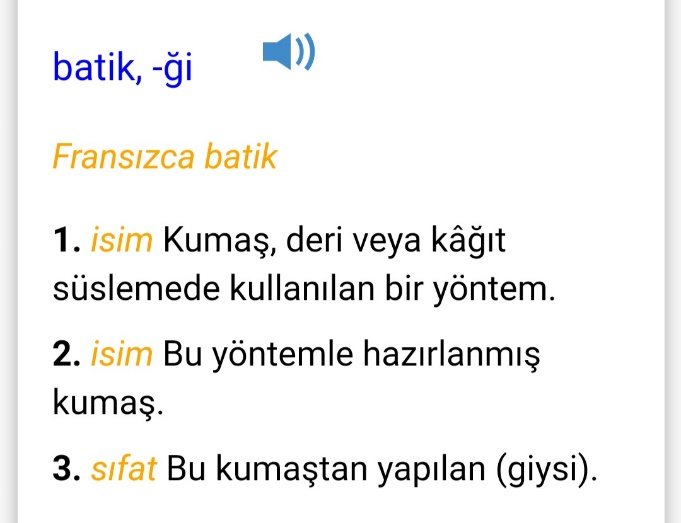 batik, -ği
Fransızca batik
1. isim Kumaş, deri veya kâğıt
süslemede kullanılan bir yöntem.
2. isim Bu yöntemle hazırlanmış
kumaş.
3. sıfat Bu kumaştan yapılan (giysi).